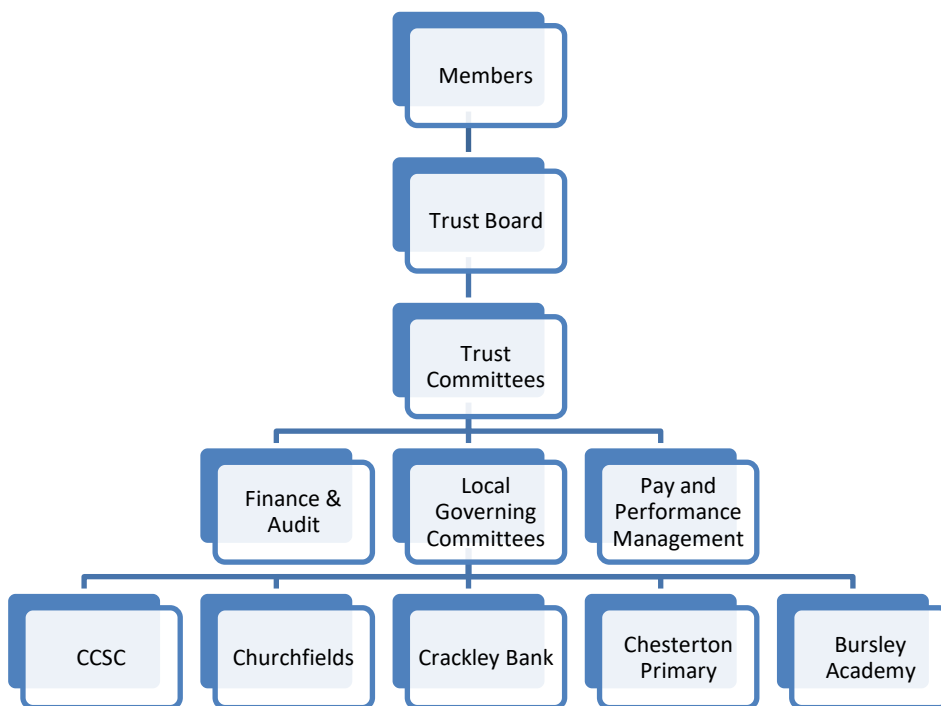 Members
Trust Board
Trust
Committees
Finance &
Audit
Local
Governing
Committees
Pay and
Performance
Management
CCSC
Churchfields
Crackley Bank
Chesterton
Primary
Bursley
Academy